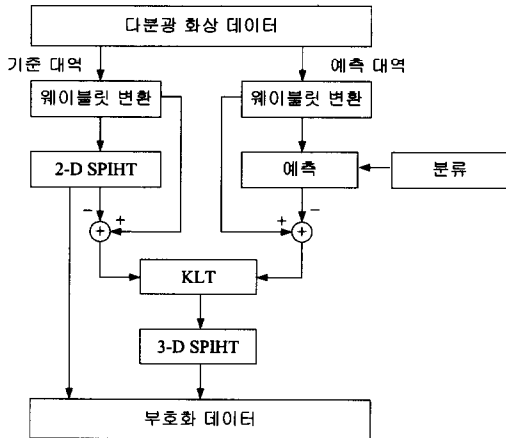 다분광 화상 데이터
기준 대역
예측 대역
웨이블릿 변환
웨이블릿 변환
2-D SPIHT
예측
분류
− +
+ −
+
+
KLT
3-D SPIHT
부호화 데이터